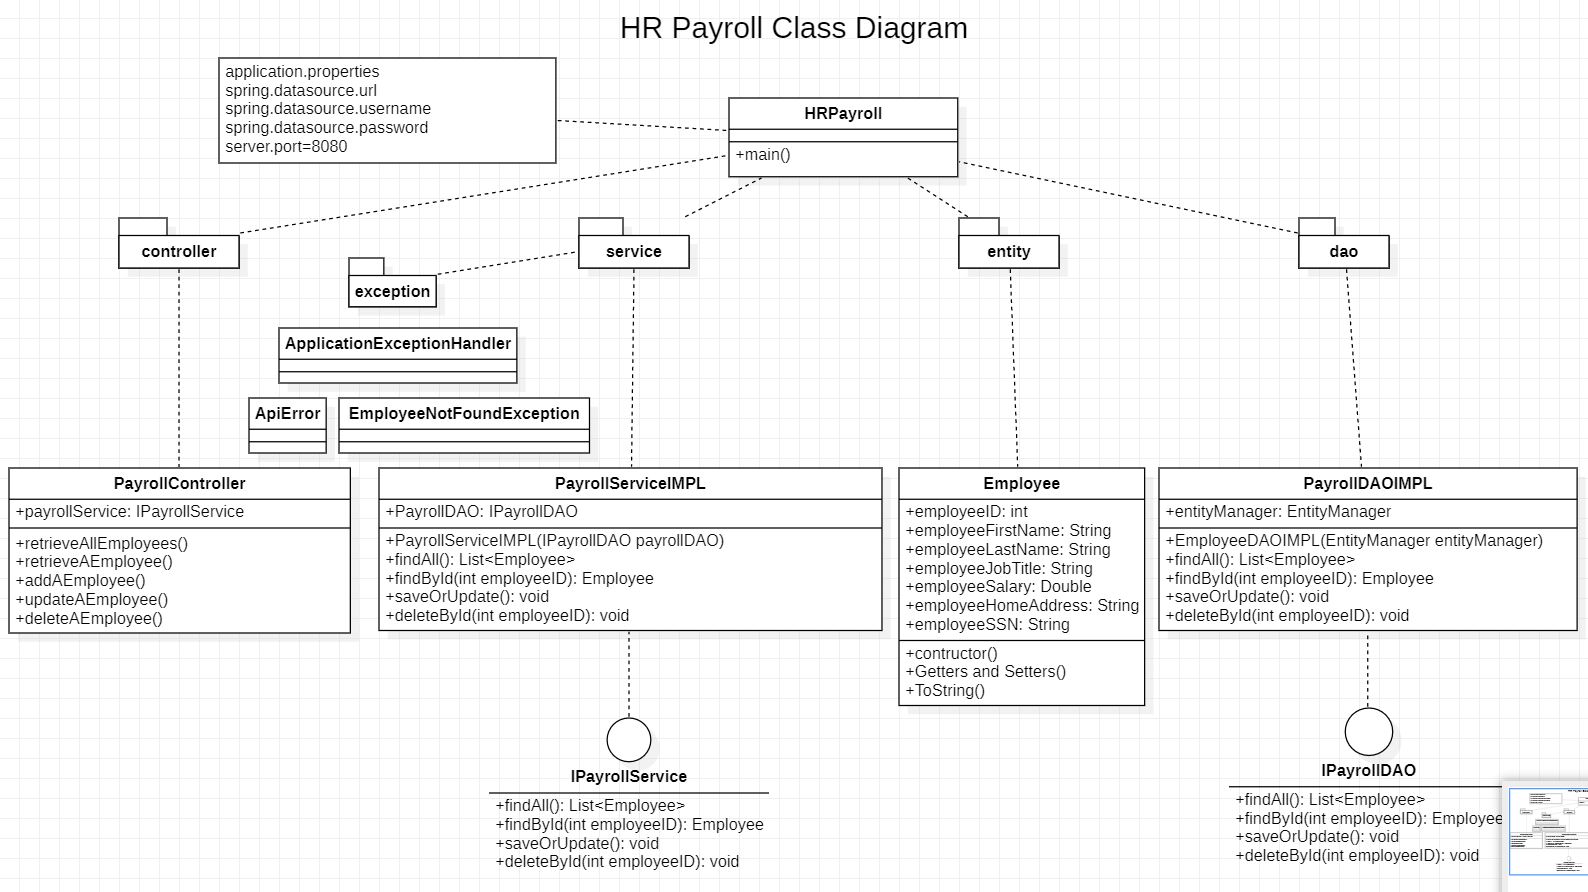 HR Payroll Class Diagram
application.properties
spring.datasource.url
spring.datasource.username
spring.datasource.password
server.port=8080
HRPayroll
+main()
controller
service
entity
dao
exception
ApplicationExceptionHandler
ApiError
EmployeeNotFoundException
PayrollController
+payrollService: IPayrollService
+retrieveAllEmployees()
+retrieveAEmployee()
+addAEmployee()
+updateAEmployee()
+deleteAEmployee()
PayrollServiceIMPL
+PayrollDAO: IPayrollDAO
+PayrollServiceIMPL(IPayrollDAO payrollDAO)
+findAll(): List<Employee>
+findById(int employeeID): Employee
+saveOrUpdate(): void
+deleteById(int employeeID): void
Employee
+employeeID: int
+employeeFirstName: String
+employeeLastName: String
+employeeJobTitle: String
+employeeSalary: Double
+employeeHomeAddress: String
+employeeSSN: String
+contructor()
+Getters and Setters()
+ToString()
PayrollDAOIMPL
+entityManager: EntityManager
+EmployeeDAOIMPL(EntityManager entityManager)
+findAll(): List<Employee>
+findById(int employeeID): Employee
+saveOrUpdate(): void
+deleteById(int employeeID): void
IPayrollService
+findAll(): List<Employee>
+findById(int employeeID): Employee
+saveOrUpdate(): void
+deleteById(int employeeID): void
IPayrollDAO
+findAll(): List<Employee>
+findById(int employeeID): Employee
+saveOrUpdate(): void
+deleteById(int employeeID): void